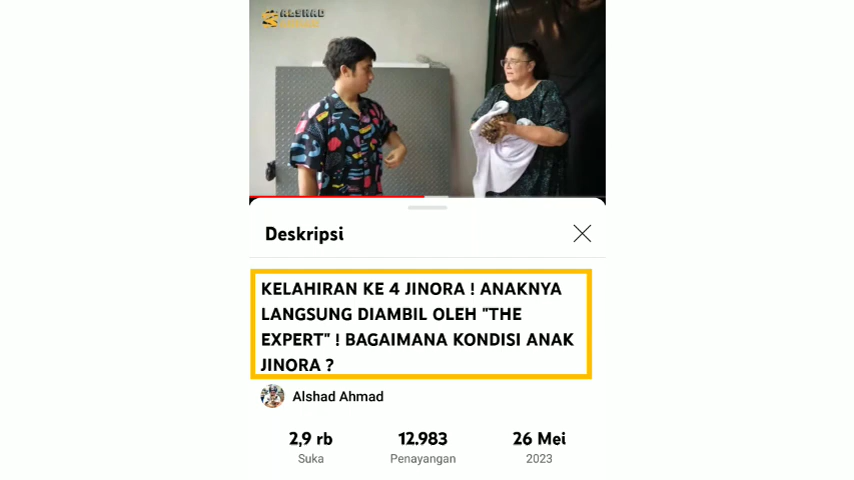 ALSHAD
AHMAD
Deskripsi
KELAHIRAN KE 4 JINORA ! ANAKNYA
LANGSUNG DIAMBIL OLEH "THE
EXPERT" ! BAGAIMANA KONDISI ANAK
JINORA ?
Alshad Ahmad
2,9 rb
12.983
26 Mei
Suka
Penayangan
2023